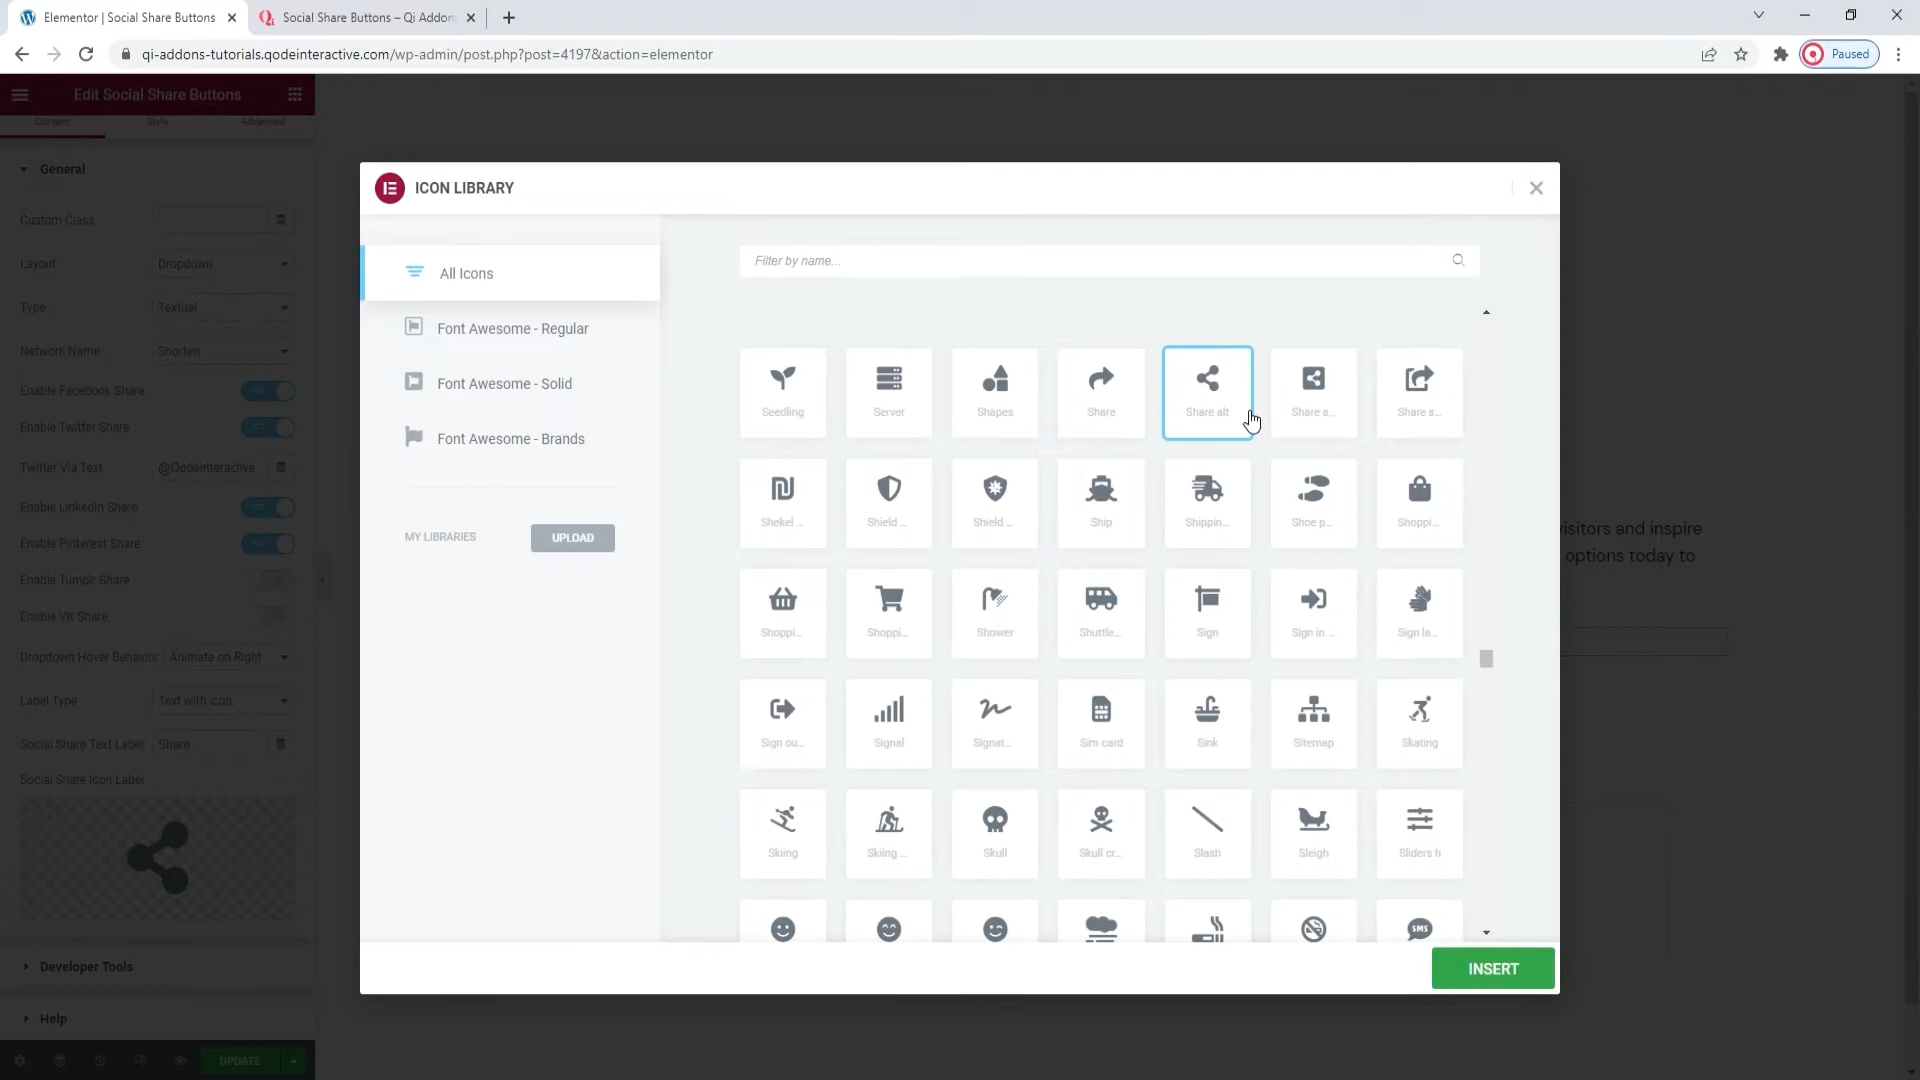 Elementor | Social Share Buttons
Social Share Buttons – Qi Addons
qi-addons-tutorials.qodeinteractive.com/wp-admin/post.php?post=4197&action=elementor
Paused
Edit Social Share Buttons
Content Style Advanced
General
Custom Class
Layout Dropdown
Type Textual
Network Name Shorten
Enable Facebook Share
Enable Twitter Share
Twitter Via Text @QodeInteractive
Enable LinkedIn Share
Enable Pinterest Share
Enable Tumblr Share
Enable VK Share
Dropdown Hover Behavior Animate on Right
Label Type Text with icon
Social Share Text Label Share
Social Share Icon Label
Developer Tools
Help
UPDATE
ICON LIBRARY
All Icons
Font Awesome - Regular
Font Awesome - Solid
Font Awesome - Brands
MY LIBRARIES UPLOAD
Filter by name...
Seedling Server Shapes Share Share alt Share a... Share s...
Shekel ... Shield ... Shield ... Ship Shippin... Shoe p... Shoppi...
Shoppi... Shoppi... Shower Shuttle... Sign Sign in ... Sign la...
Sign ou... Signal Signat... Sim card Sink Sitemap Skating
Skiing Skiing ... Skull Skull cr... Slash Sleigh Sliders h
SMS
INSERT
visitors and inspire
options today to